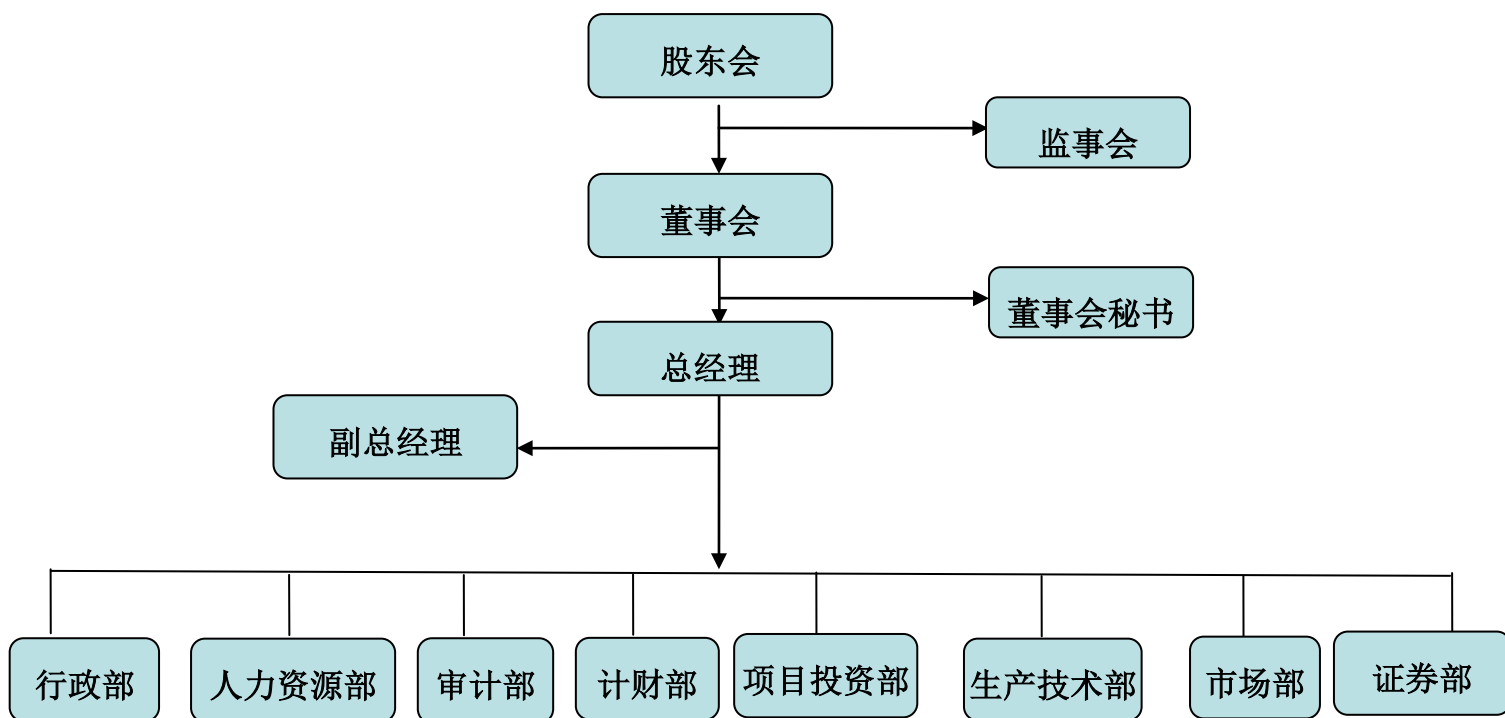 股东会
监事会
董事会
董事会秘书
总经理
副总经理
行政部
人力资源部
审计部
计财部
项目投资部
生产技术部
市场部
证券部